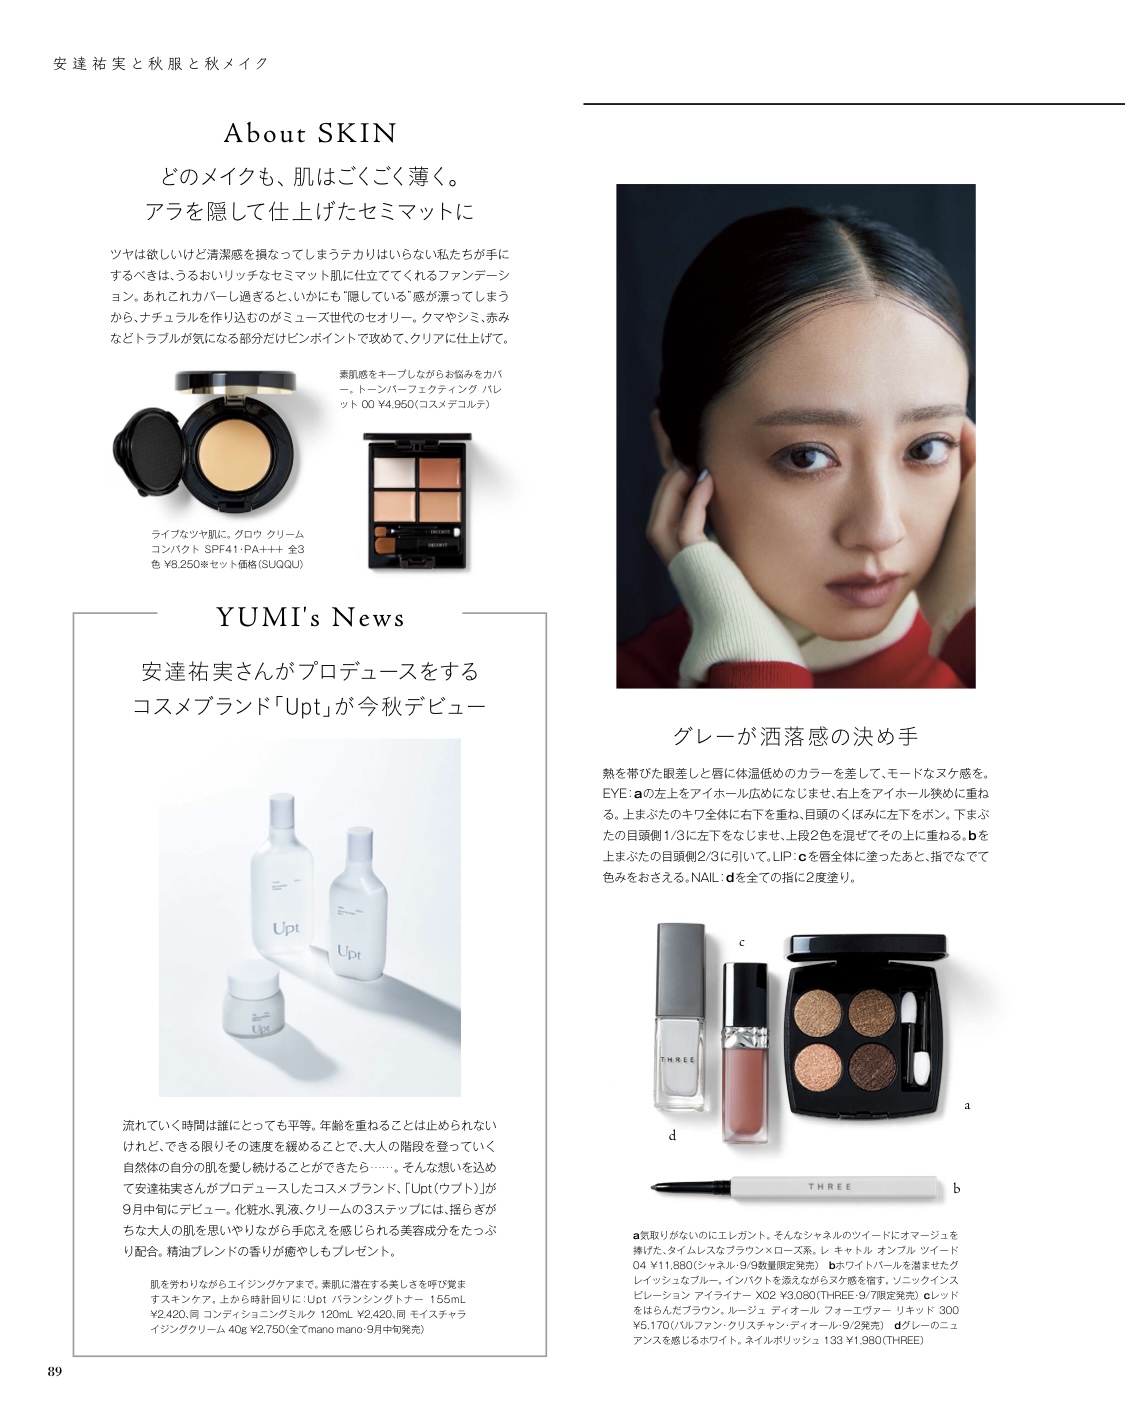 安達祐実と秋服と秋メイク
About SKIN
どのメイクも、肌はごくごく薄く。
アラを隠して仕上げたセミマットに
ツヤは欲しいけど清潔感を損なってしまうテカりはいらない私たちが手に
するべきは、うるおいリッチなセミマット肌に仕立ててくれるファンデーシ
ョン。あれこれカバーし過ぎると、いかにも“隠している”感が漂ってしまう
から、ナチュラルを作り込むのがミューズ世代のセオリー。クマやシミ、赤み
などトラブルが気になる部分だけピンポイントで攻めて、クリアに仕上げて。
素肌感をキープしながらお悩みをカバ
ー。トーンパーフェクティング パレ
ット 00 ¥4,950(コスメデコルテ)
DECORTÉ
DECORTÉ
ライブなツヤ肌に。グロウ クリーム
コンパクト SPF41・PA+++ 全3
色 ¥8,250※セット価格(SUQQU)
YUMI's News
安達祐実さんがプロデュースをする
コスメブランド「Upt」が今秋デビュー
Upt
Upt
Upt
流れていく時間は誰にとっても平等。年齢を重ねることは止められない
けれど、できる限りその速度を緩めることで、大人の階段を登っていく
自然体の自分の肌を愛し続けることができたら……。そんな想いを込め
て安達祐実さんがプロデュースしたコスメブランド、「Upt(ウプト)」が
9月中旬にデビュー。化粧水、乳液、クリームの3ステップには、揺らぎが
ちな大人の肌を思いやりながら手応えを感じられる美容成分をたっぷ
り配合。精油ブレンドの香りが癒やしもプレゼント。
肌を労わりながらエイジングケアまで。素肌に潜在する美しさを呼び覚ま
すスキンケア。上から時計回りに:Upt バランシングトナー 155mL
¥2,420、同 コンディショニングミルク 120mL ¥2,420、同 モイスチャラ
イジングクリーム 40g ¥2,750(全てmano mano・9月中旬発売)
89
グレーが洒落感の決め手
熱を帯びた眼差しと唇に体温低めのカラーを差して、モードなヌケ感を。
EYE:aの左上をアイホール広めになじませ、右上をアイホール狭めに重ね
る。上まぶたのキワ全体に右下を重ね、目頭のくぼみに左下をポン。下まぶ
たの目頭側1/3に左下をなじませ、上段2色を混ぜてその上に重ねる。bを
上まぶたの目頭側2/3に引いて。LIP:cを唇全体に塗ったあと、指でなでて
色みをおさえる。NAIL:dを全ての指に2度塗り。
c
THREE
a
d
THREE
b
a気取りがないのにエレガント。そんなシャネルのツイードにオマージュを
捧げた、タイムレスなブラウン×ローズ系。レ キャトル オンブル ツイード
04 ¥11,880(シャネル・9/9数量限定発売) bホワイトパールを潜ませたグ
レイッシュなブルー。インパクトを添えながらヌケ感を宿す。ソニックインス
ピレーション アイライナー X02 ¥3,080(THREE・9/7限定発売) cレッド
をはらんだブラウン。ルージュ ディオール フォーエヴァー リキッド 300
¥5,170(パルファン・クリスチャン・ディオール・9/2発売) dグレーのニュ
アンスを感じるホワイト。ネイルポリッシュ 133 ¥1,980(THREE)